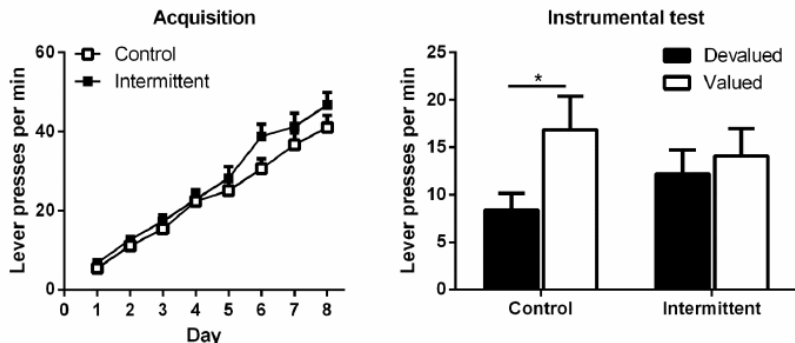 Acquisition
Control
Intermittent
Lever presses per min
60
40
20
0
0 1 2 3 4 5 6 7 8
Day
Instrumental test
Devalued
Valued
*
Lever presses per min
25
20
15
10
5
0
Control Intermittent